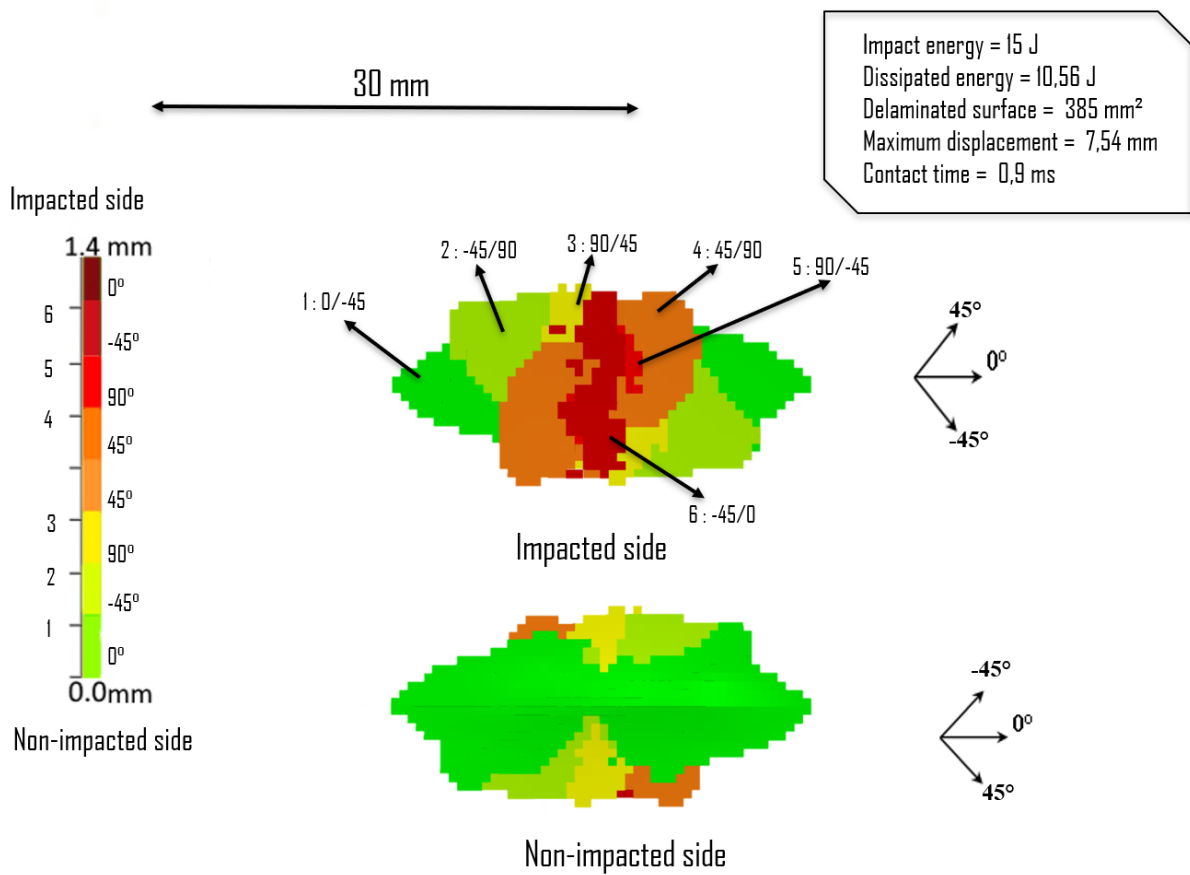 Impact energy = 15 J
Dissipated energy = 10,56 J
Delaminated surface = 385 mm²
Maximum displacement = 7,54 mm
Contact time = 0,9 ms
30 mm
Impacted side
1.4 mm
0°
6
-45°
5
90°
4
45°
45°
3
90°
2
-45°
1
0°
0.0mm
Non-impacted side
1 : 0/-45
2 : -45/90
3 : 90/45
4 : 45/90
5 : 90/-45
6 : -45/0
Impacted side
45°
0°
-45°
-45°
0°
45°
Non-impacted side